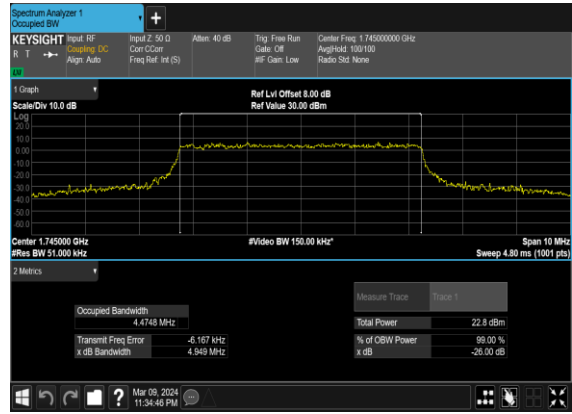 Spectrum Analyzer 1
Occupied BW
+
KEYSIGHT Input: RF Input Z: 50 Ω Atten: 40 dB Trig: Free Run Center Freq: 1.745000000 GHz
R T Coupling: DC Corr CCorr Gate: Off Avg|Hold: 100/100
Align: Auto Freq Ref: Int (S) #IF Gain: Low Radio Std: None
LW
1 Graph
Ref Lvl Offset 8.00 dB
Scale/Div 10.0 dB Ref Value 30.00 dBm
Log
20.0
10.0
0.00
-10.0
-20.0
-30.0
-40.0
-50.0
-60.0
Center 1.745000 GHz #Video BW 150.00 kHz* Span 10 MHz
#Res BW 51.000 kHz Sweep 4.80 ms (1001 pts)
2 Metrics
Measure Trace Trace 1
Occupied Bandwidth
4.4748 MHz Total Power 22.8 dBm
Transmit Freq Error -6.167 kHz % of OBW Power 99.00 %
x dB Bandwidth 4.949 MHz x dB -26.00 dB
? Mar 09, 2024
11:34:46 PM